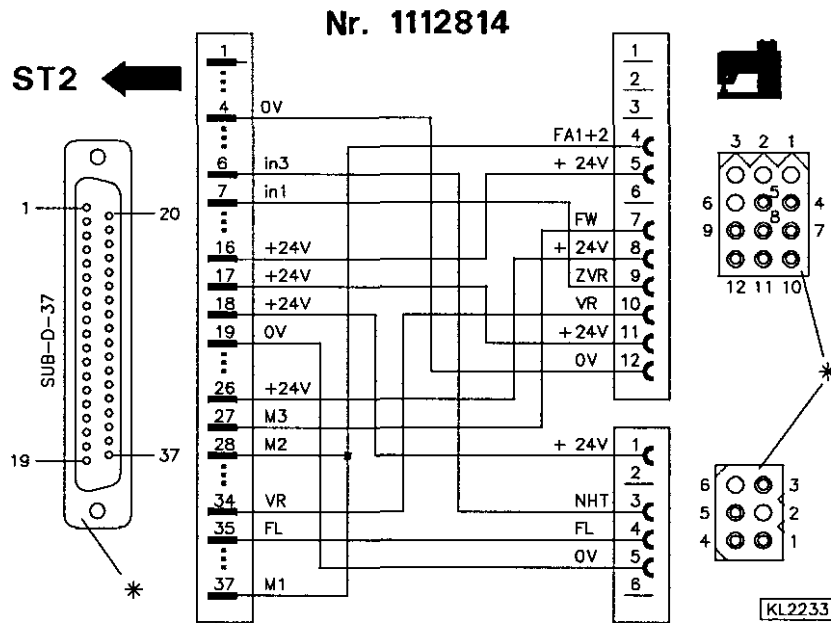 Nr. 1112814
ST2
1
4 0V
6 in3
7 in1
16 +24V
17 +24V
18 +24V
19 0V
26 +24V
27 M3
28 M2
34 VR
35 FL
37 M1
1
20
SUB-D-37
19
37
*
1
2
3
FA1+2 4
+ 24V 5
6
FW 7
+ 24V 8
ZVR 9
VR 10
+24V 11
0V 12
+ 24V 1
2
NHT 3
FL 4
0V 5
6
3 2 1
6 5 4
9 8 7
12 11 10
*
6 3
5 2
4 1
KL2233